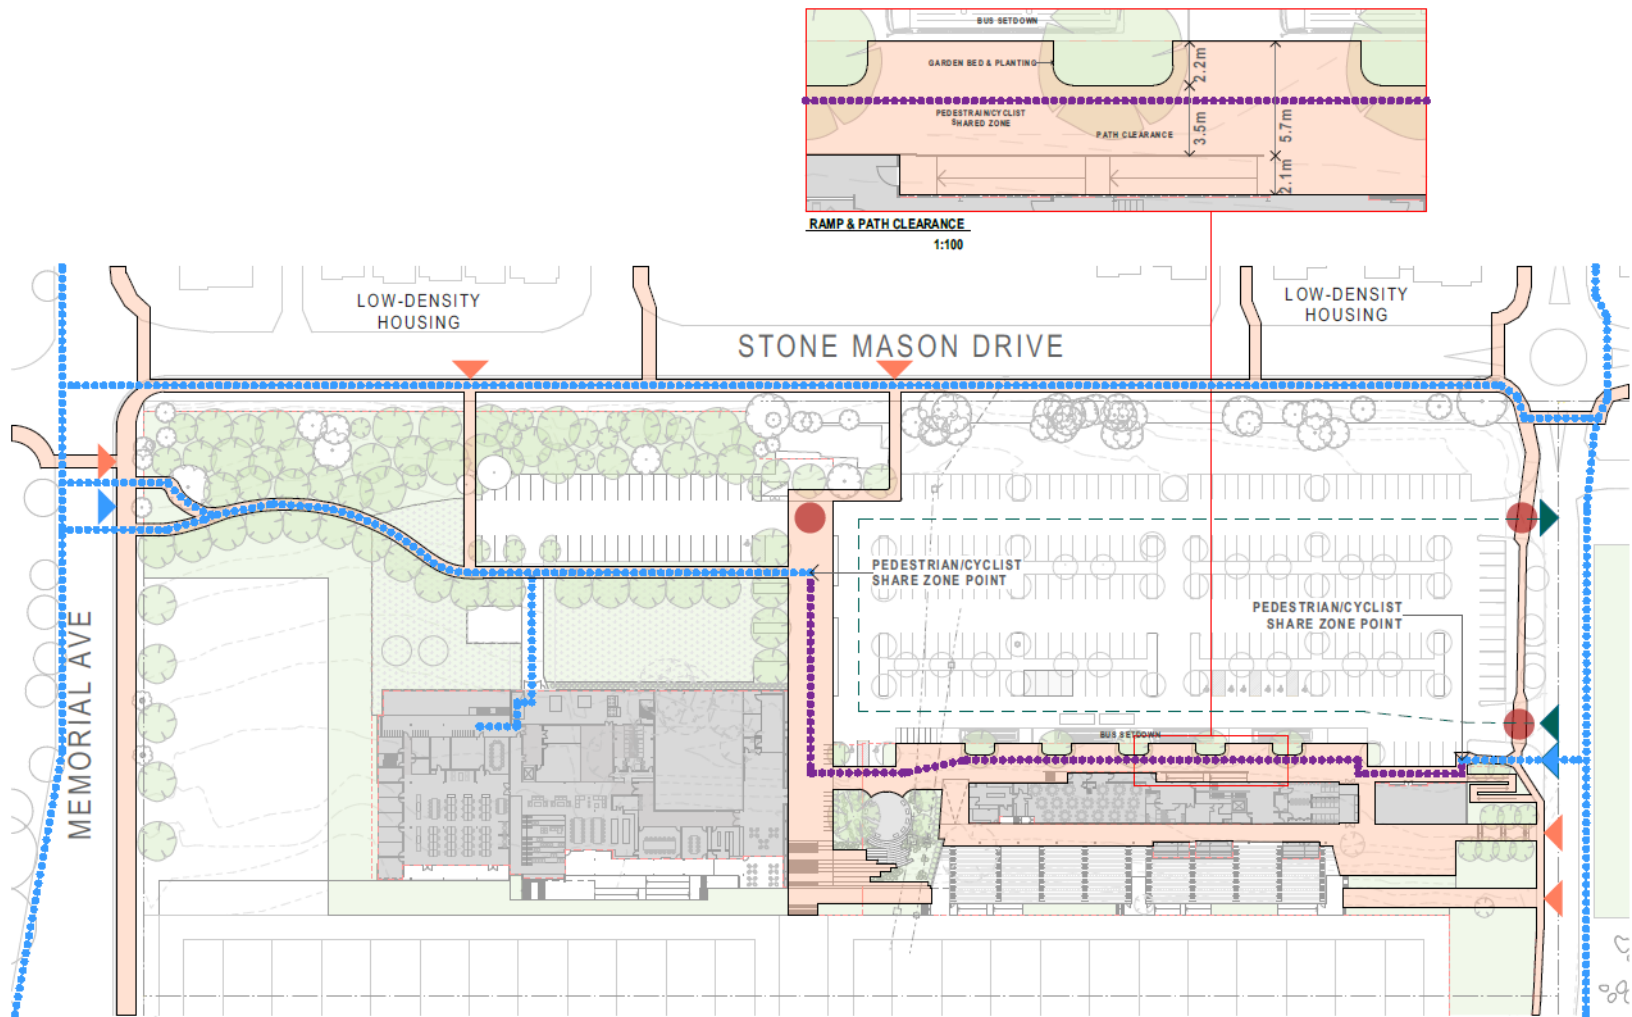 BUS SETDOWN
GARDEN BED & PLANTING
2.2m
PEDESTRAIN/CYCLIST
SHARED ZONE
PATH CLEARANCE
3.5m
5.7m
2.1m
RAMP & PATH CLEARANCE
1:100
LOW-DENSITY
HOUSING
LOW-DENSITY
HOUSING
STONE MASON DRIVE
PEDESTRIAN/CYCLIST
SHARE ZONE POINT
PEDESTRIAN/CYCLIST
SHARE ZONE POINT
MEMORIAL AVE
BUS SETDOWN